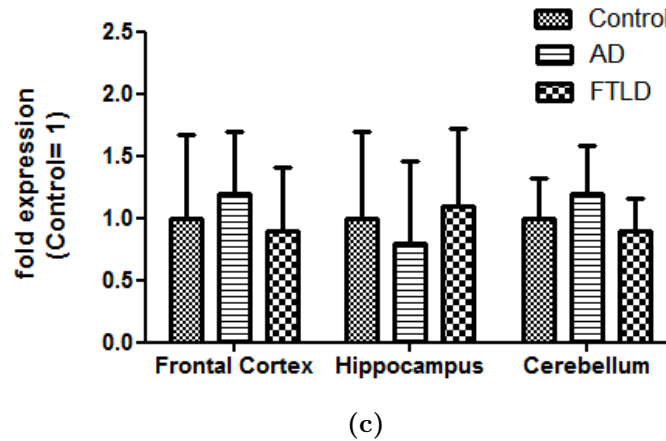 Control
AD
FTLD
fold expression
(Control= 1)
2.5
2.0
1.5
1.0
0.5
0.0
Frontal Cortex Hippocampus Cerebellum
(c)